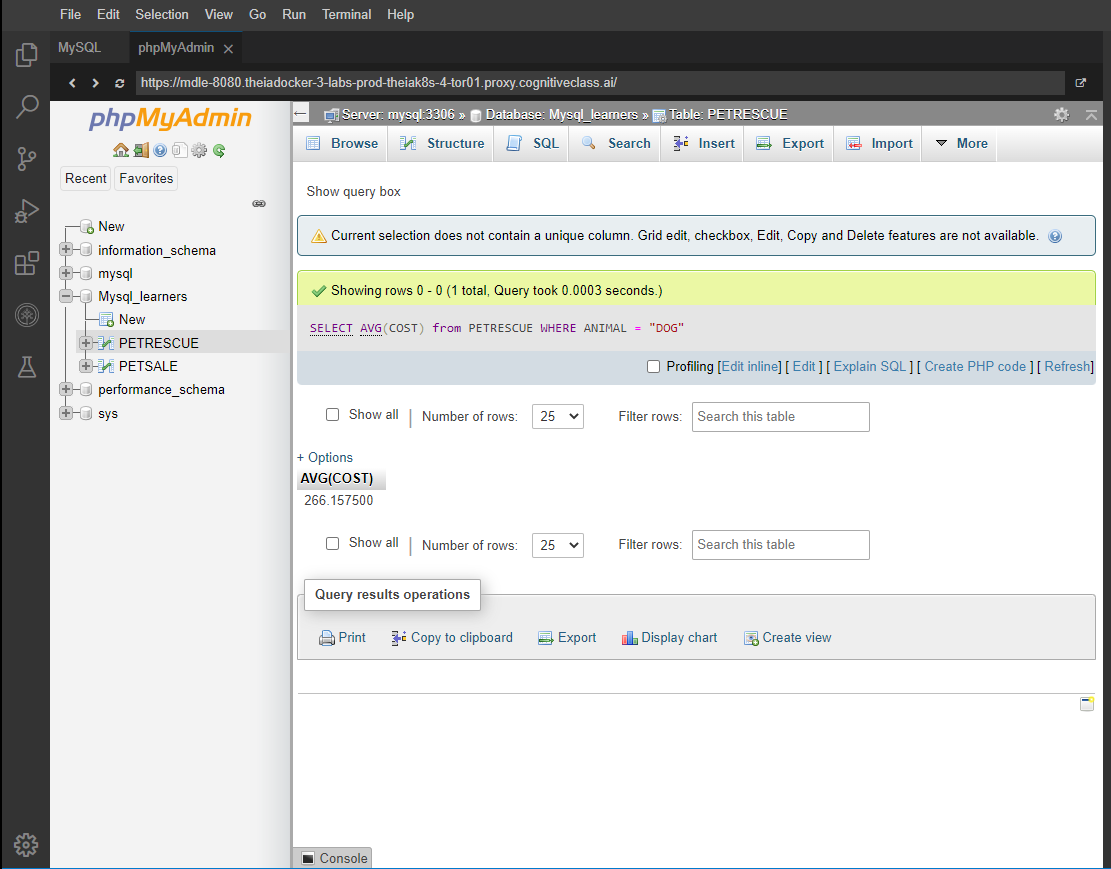 File Edit Selection View Go Run Terminal Help
MySQL phpMyAdmin
https://mdle-8080.theiadocker-3-labs-prod-theiak8s-4-tor01.proxy.cognitiveclass.ai/
phpMyAdmin
Recent Favorites
New
information_schema
mysql
Mysql_learners
New
PETRESCUE
PETSALE
performance_schema
sys
Server: mysql:3306 » Database: Mysql_learners » Table: PETRESCUE
Browse Structure SQL Search Insert Export Import More
Show query box
Current selection does not contain a unique column. Grid edit, checkbox, Edit, Copy and Delete features are not available.
Showing rows 0 - 0 (1 total, Query took 0.0003 seconds.)
SELECT AVG(COST) from PETRESCUE WHERE ANIMAL = "DOG"
Profiling [Edit inline] [ Edit ] [ Explain SQL ] [ Create PHP code ] [ Refresh]
Show all | Number of rows: 25 Filter rows: Search this table
+ Options
AVG(COST)
266.157500
Show all | Number of rows: 25 Filter rows: Search this table
Query results operations
Print Copy to clipboard Export Display chart Create view
Console